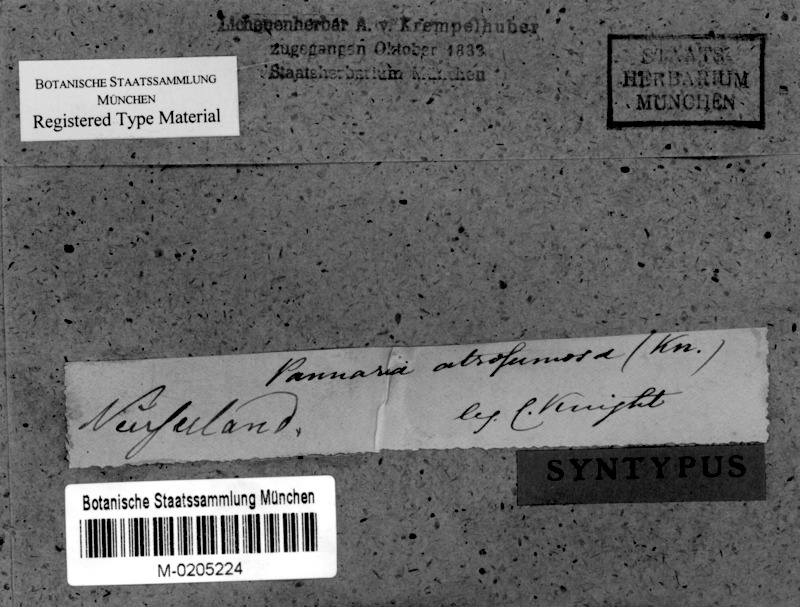 Lichenenherbar A. v. Krempelhuber
zugegangen Oktober 1883
Staatsherbarium München
STAATS-
HERBARIUM
MÜNCHEN
BOTANISCHE STAATSSAMMLUNG
MÜNCHEN
Registered Type Material
Pannaria atrofumosa (Kn.)
Neuseeland.
leg. C. Knight
SYNTYPUS
Botanische Staatssammlung München
M-0205224